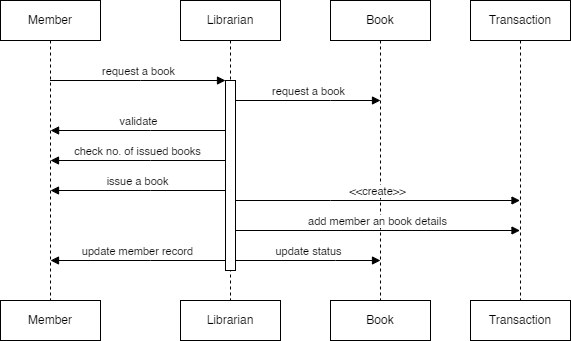 Member
Librarian
Book
Transaction
request a book
request a book
validate
check no. of issued books
issue a book
<<create>>
add member an book details
update member record
update status
Member
Librarian
Book
Transaction